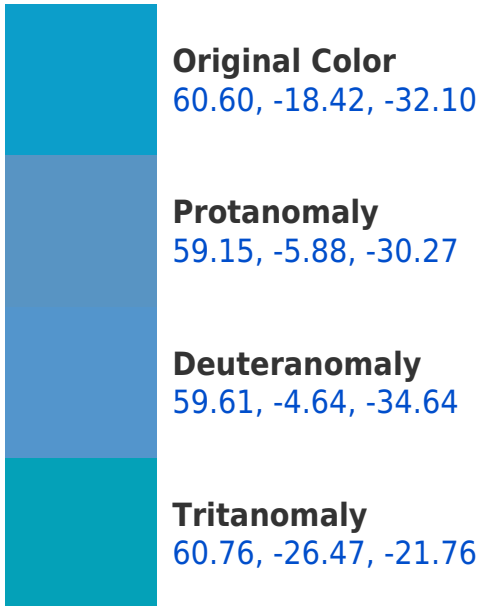 Original Color
60.60, -18.42, -32.10
Protanomaly
59.15, -5.88, -30.27
Deuteranomaly
59.61, -4.64, -34.64
Tritanomaly
60.76, -26.47, -21.76